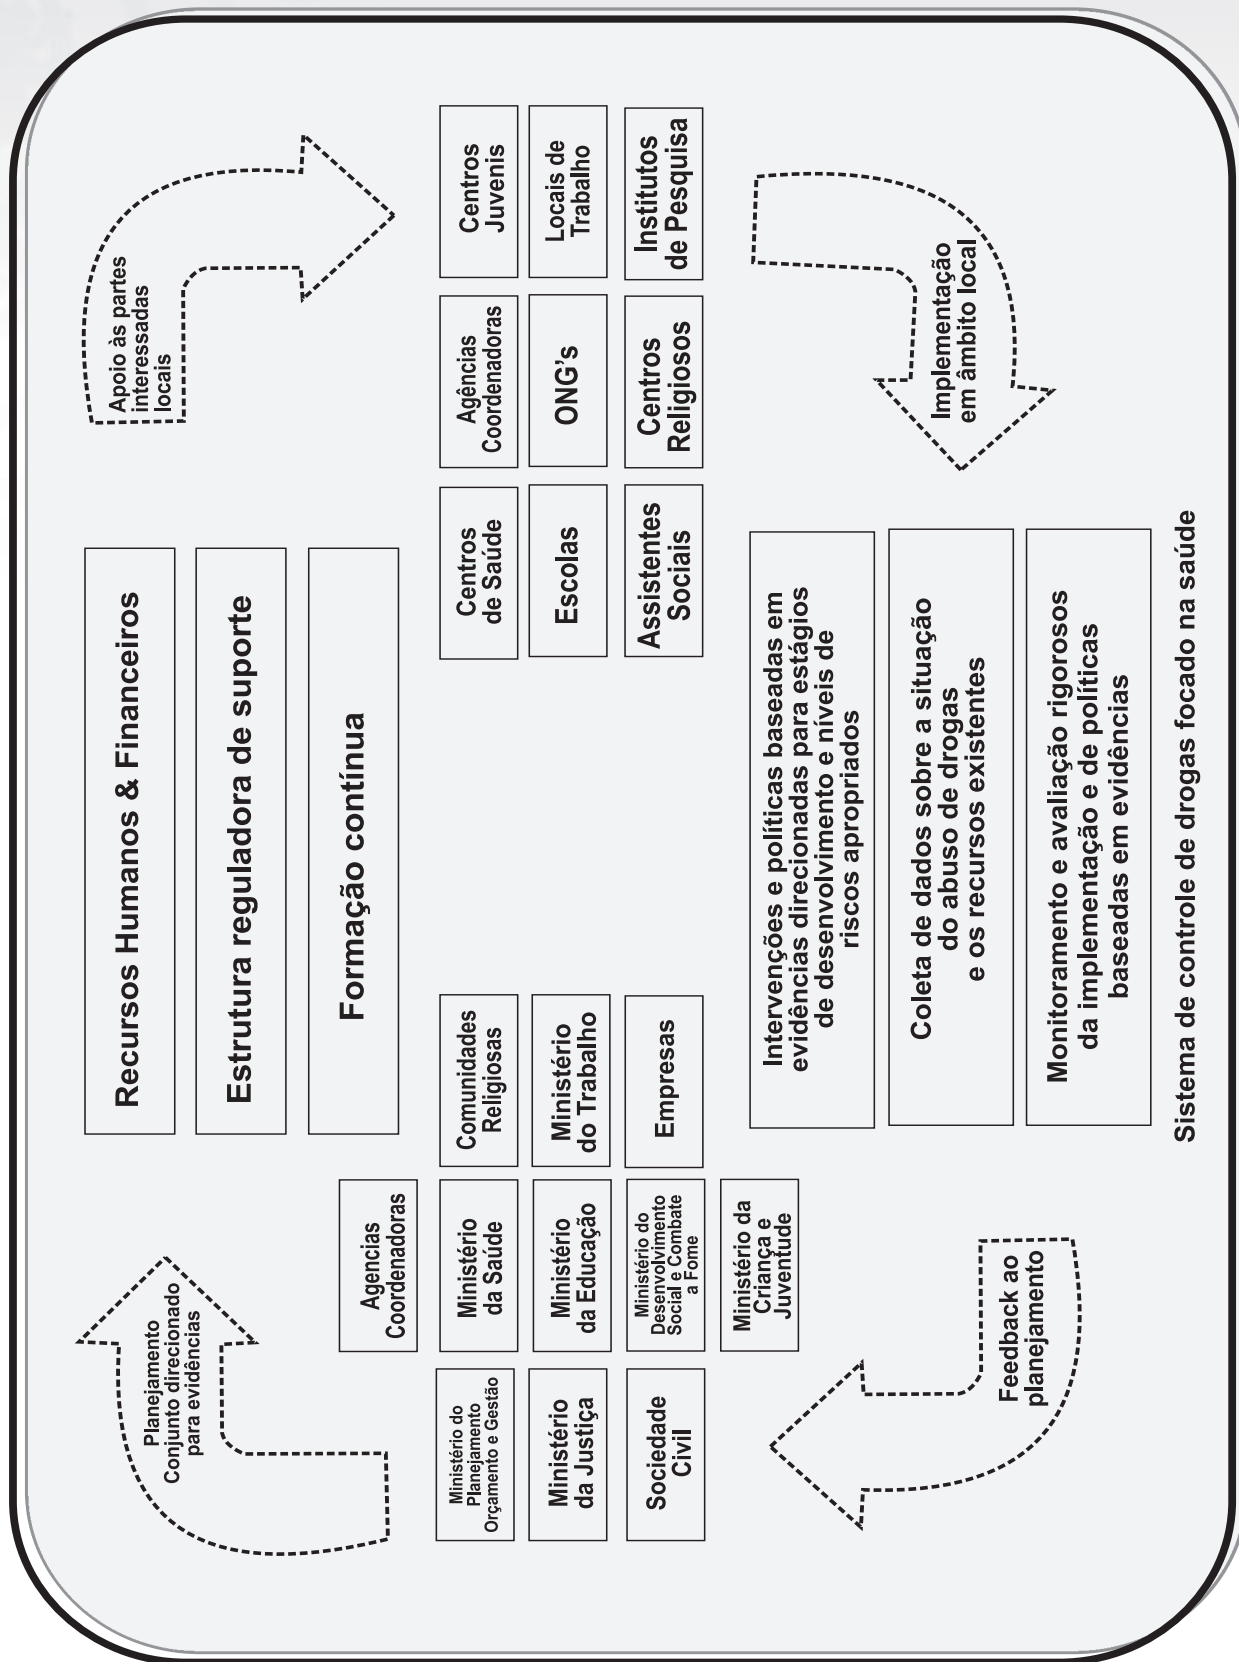 Planejamento
Conjunto direcionado
para evidências
Recursos Humanos & Financeiros
Estrutura reguladora de suporte
Formação contínua
Apoio às partes
interessadas
locais
Agencias
Coordenadoras
Ministério do
Planejamento
Orçamento e Gestão
Ministério
da Saúde
Comunidades
Religiosas
Ministério
da Justiça
Ministério
da Educação
Ministério
do Trabalho
Sociedade
Civil
Ministério do
Desenvolvimento
Social e Combate
a Fome
Empresas
Ministério da
Criança e
Juventude
Centros
de Saúde
Agências
Coordenadoras
Centros
Juvenis
Escolas
ONG's
Locais de
Trabalho
Assistentes
Sociais
Centros
Religiosos
Institutos
de Pesquisa
Feedback ao
planejamento
Intervenções e políticas baseadas em
evidências direcionadas para estágios
de desenvolvimento e níveis de
riscos apropriados
Coleta de dados sobre a situação
do abuso de drogas
e os recursos existentes
Monitoramento e avaliação rigorosos
da implementação e de políticas
baseadas em evidências
Implementação
em âmbito local
Sistema de controle de drogas focado na saúde